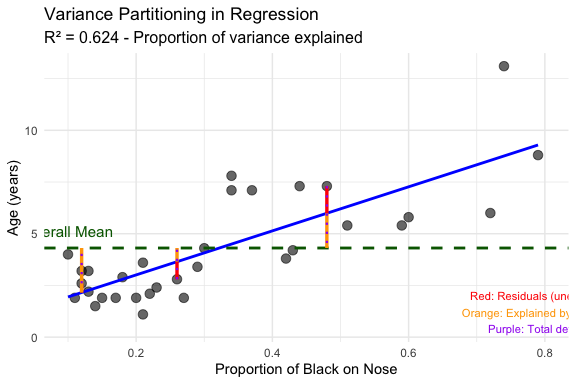 Variance Partitioning in Regression
R² = 0.624 - Proportion of variance explained
Age (years)
10
5
0
erall Mean
Red: Residuals (une
Orange: Explained by
Purple: Total de
0.2 0.4 0.6 0.8
Proportion of Black on Nose